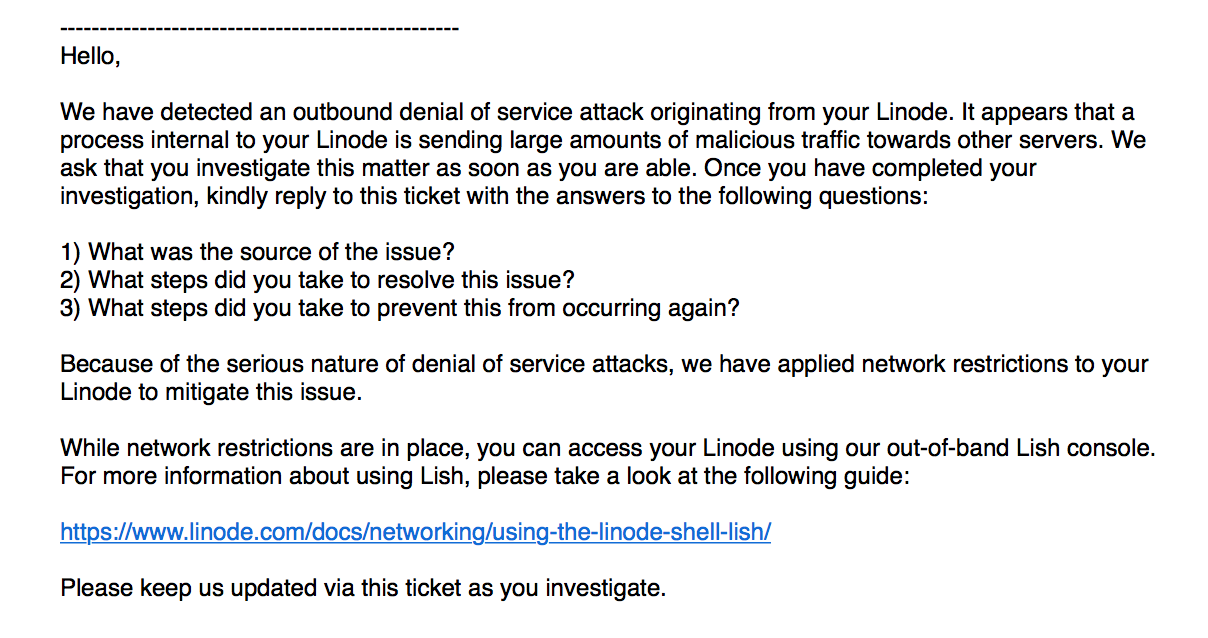 --------------------------------------------------
Hello,
We have detected an outbound denial of service attack originating from your Linode. It appears that a
process internal to your Linode is sending large amounts of malicious traffic towards other servers. We
ask that you investigate this matter as soon as you are able. Once you have completed your
investigation, kindly reply to this ticket with the answers to the following questions:
1) What was the source of the issue?
2) What steps did you take to resolve this issue?
3) What steps did you take to prevent this from occurring again?
Because of the serious nature of denial of service attacks, we have applied network restrictions to your
Linode to mitigate this issue.
While network restrictions are in place, you can access your Linode using our out-of-band Lish console.
For more information about using Lish, please take a look at the following guide:
https://www.linode.com/docs/networking/using-the-linode-shell-lish/
Please keep us updated via this ticket as you investigate.